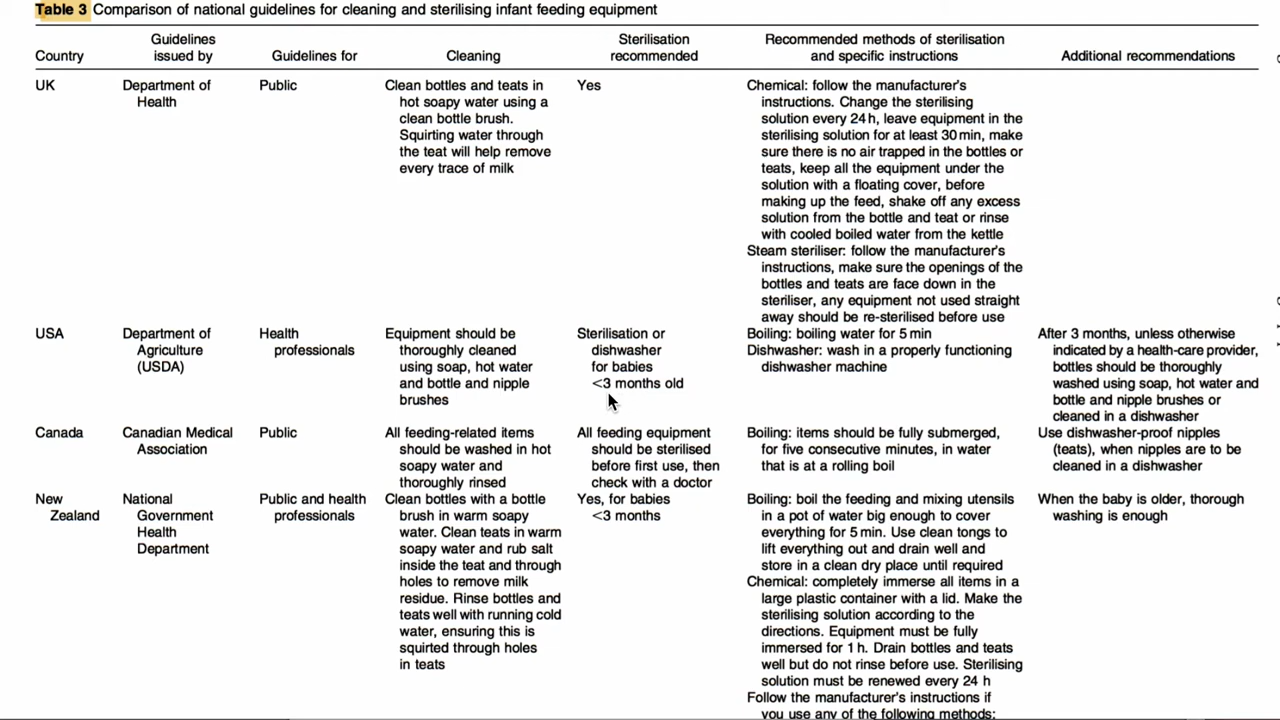 Table 3 Comparison of national guidelines for cleaning and sterilising infant feeding equipment
Country
Guidelines
issued by
Guidelines for
Cleaning
Sterilisation
recommended
Recommended methods of sterilisation
and specific instructions
Additional recommendations
UK
Department of
Health
Public
Clean bottles and teats in
hot soapy water using a
clean bottle brush.
Squirting water through
the teat will help remove
every trace of milk
Yes
Chemical: follow the manufacturer's
instructions. Change the sterilising
solution every 24 h, leave equipment in the
sterilising solution for at least 30 min, make
sure there is no air trapped in the bottles or
teats, keep all the equipment under the
solution with a floating cover, before
making up the feed, shake off any excess
solution from the bottle and teat or rinse
with cooled boiled water from the kettle
Steam steriliser: follow the manufacturer's
instructions, make sure the openings of the
bottles and teats are face down in the
steriliser, any equipment not used straight
away should be re-sterilised before use
USA
Department of
Agriculture
(USDA)
Health
professionals
Equipment should be
thoroughly cleaned
using soap, hot water
and bottle and nipple
brushes
Sterilisation or
dishwasher
for babies
<3 months old
Boiling: boiling water for 5 min
Dishwasher: wash in a properly functioning
dishwasher machine
After 3 months, unless otherwise
indicated by a health-care provider,
bottles should be thoroughly
washed using soap, hot water and
bottle and nipple brushes or
cleaned in a dishwasher
Canada
Canadian Medical
Association
Public
All feeding-related items
should be washed in hot
soapy water and
thoroughly rinsed
All feeding equipment
should be sterilised
before first use, then
check with a doctor
Boiling: items should be fully submerged,
for five consecutive minutes, in water
that is at a rolling boil
Use dishwasher-proof nipples
(teats), when nipples are to be
cleaned in a dishwasher
New
Zealand
National
Government
Health
Department
Public and health
professionals
Clean bottles with a bottle
brush in warm soapy
water. Clean teats in warm
soapy water and rub salt
inside the teat and through
holes to remove milk
residue. Rinse bottles and
teats well with running cold
water, ensuring this is
squirted through holes
in teats
Yes, for babies
<3 months
Boiling: boil the feeding and mixing utensils
in a pot of water big enough to cover
everything for 5 min. Use clean tongs to
lift everything out and drain well and
store in a clean dry place until required
Chemical: completely immerse all items in a
large plastic container with a lid. Make the
sterilising solution according to the
directions. Equipment must be fully
immersed for 1 h. Drain bottles and teats
well but do not rinse before use. Sterilising
solution must be renewed every 24 h
Follow the manufacturer's instructions if
you use any of the following methods:
When the baby is older, thorough
washing is enough